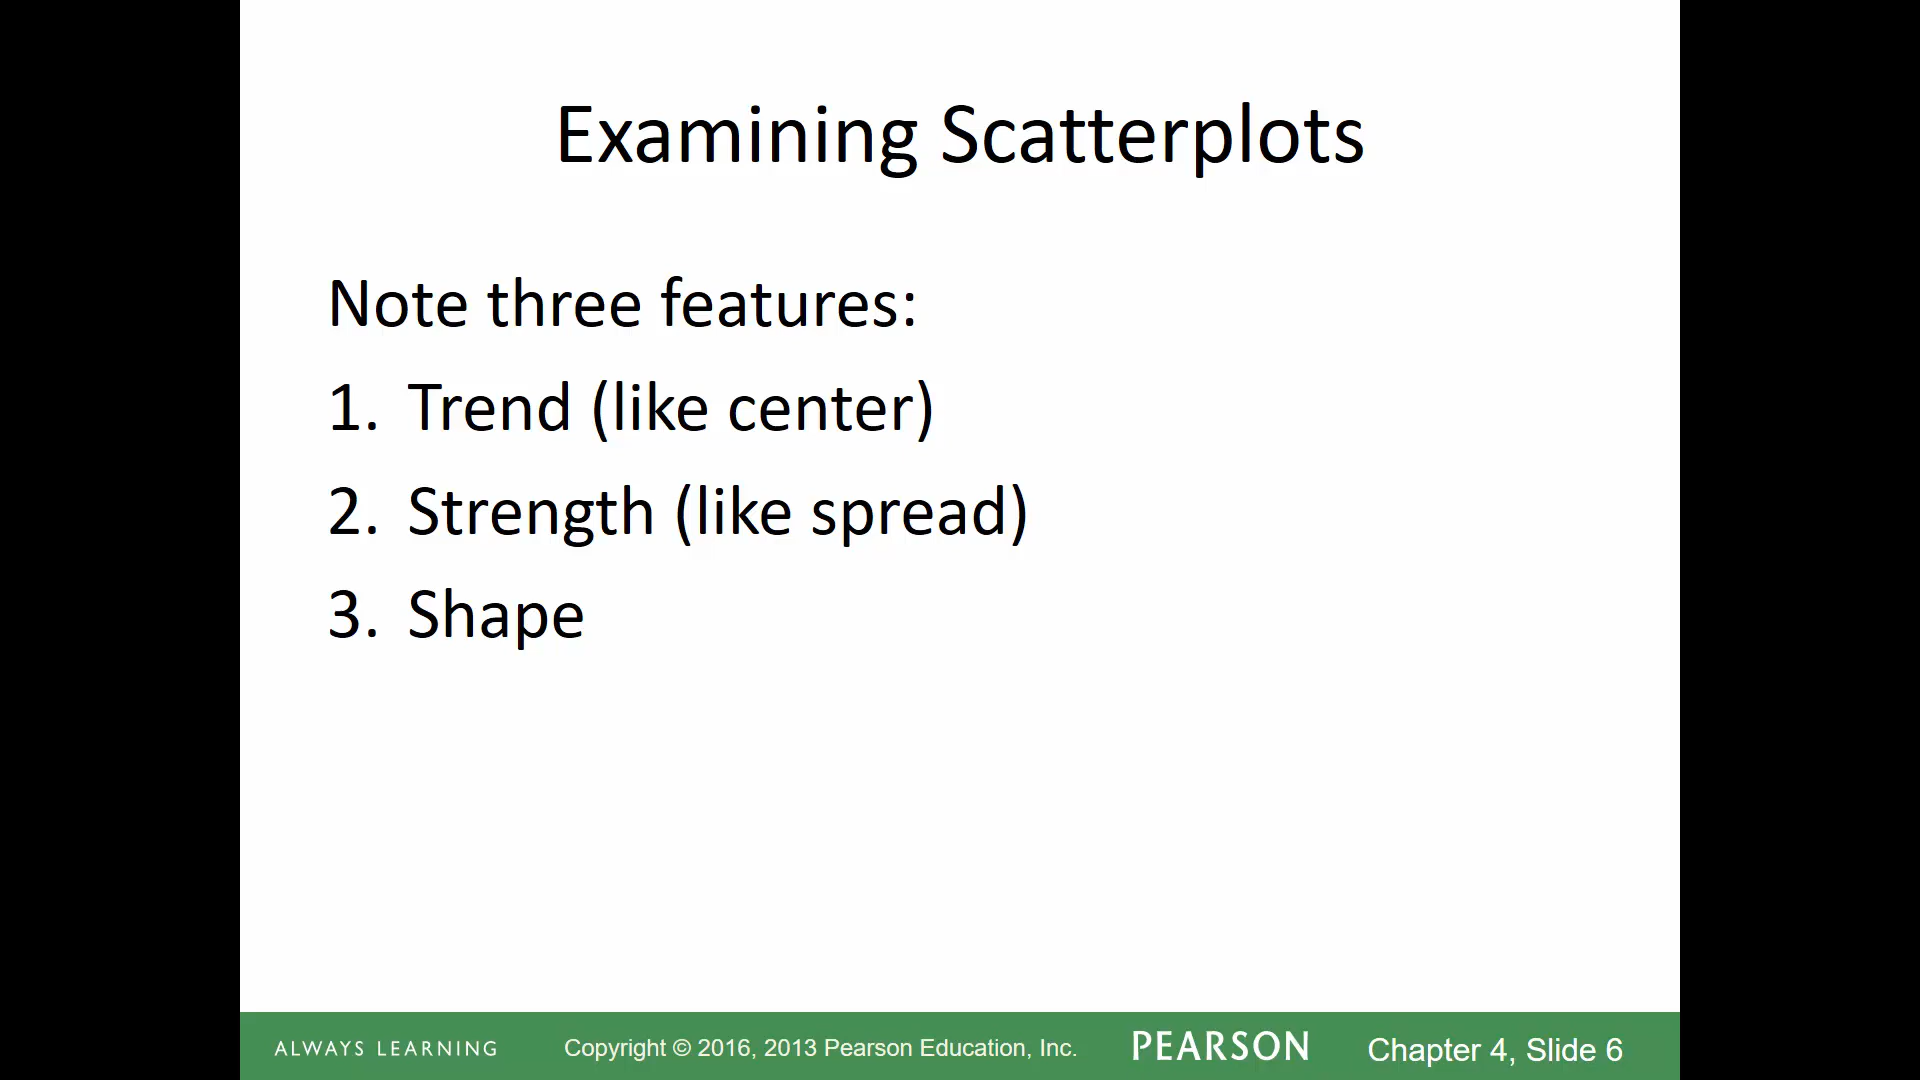 Examining Scatterplots
Note three features:
1. Trend (like center)
2. Strength (like spread)
3. Shape
ALWAYS LEARNING Copyright © 2016, 2013 Pearson Education, Inc. PEARSON Chapter 4, Slide 6